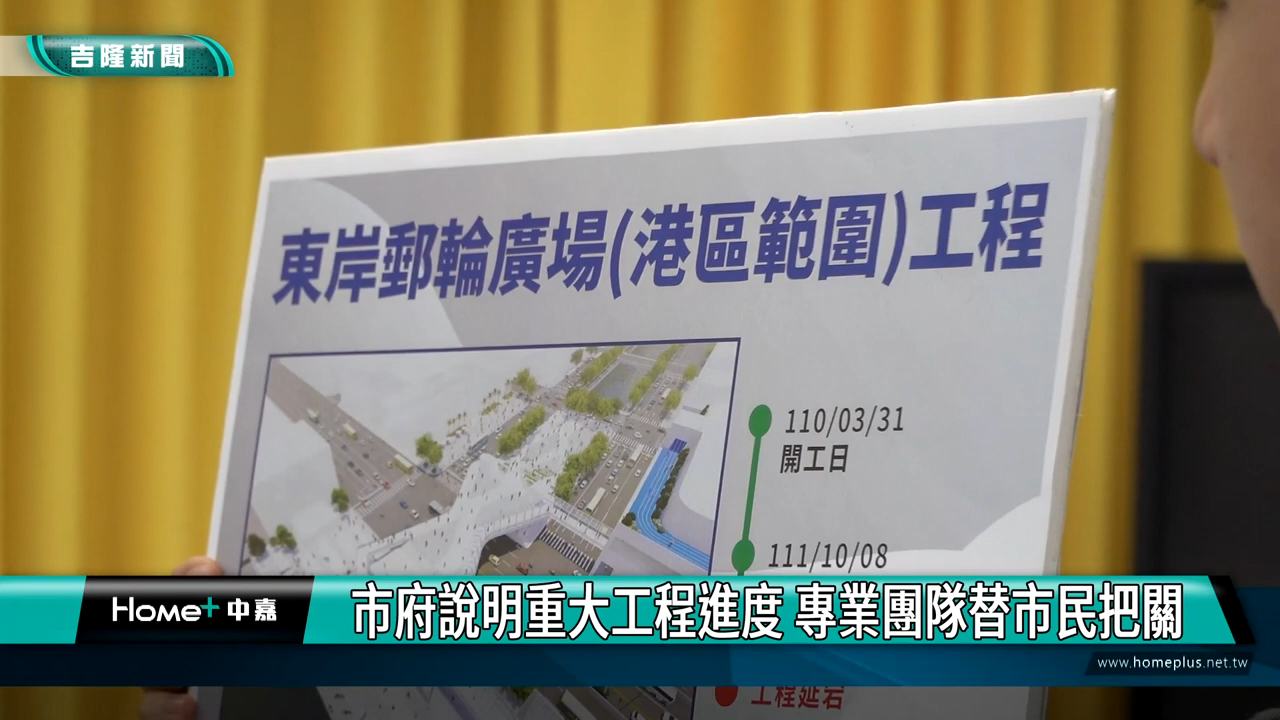 吉隆新聞
東岸郵輪廣場(港區範圍)工程
110/03/31
開工日
111/10/08
Home+中嘉
市府說明重大工程進度 專業團隊替市民把關
www.homeplus.net.tw
工程延宕